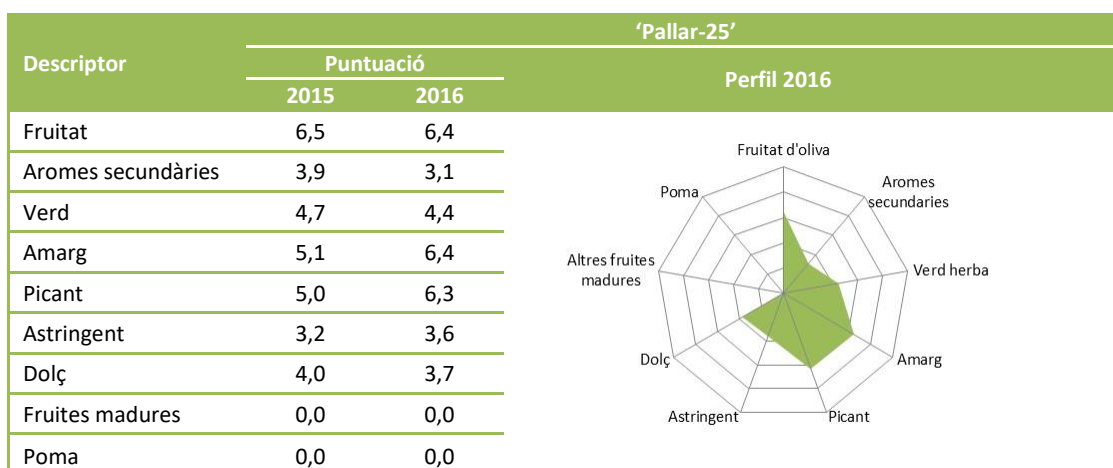 ‘Pallar-25’
Descriptor
Puntuació
Perfil 2016
2015 2016
Fruitat 6,5 6,4
Aromes secundàries 3,9 3,1
Verd 4,7 4,4
Amarg 5,1 6,4
Picant 5,0 6,3
Astringent 3,2 3,6
Dolç 4,0 3,7
Fruites madures 0,0 0,0
Poma 0,0 0,0
Fruitat d'oliva
Aromes
secundaries
Verd herba
Amarg
Picant
Astringent
Dolç
Altres fruites
madures
Poma